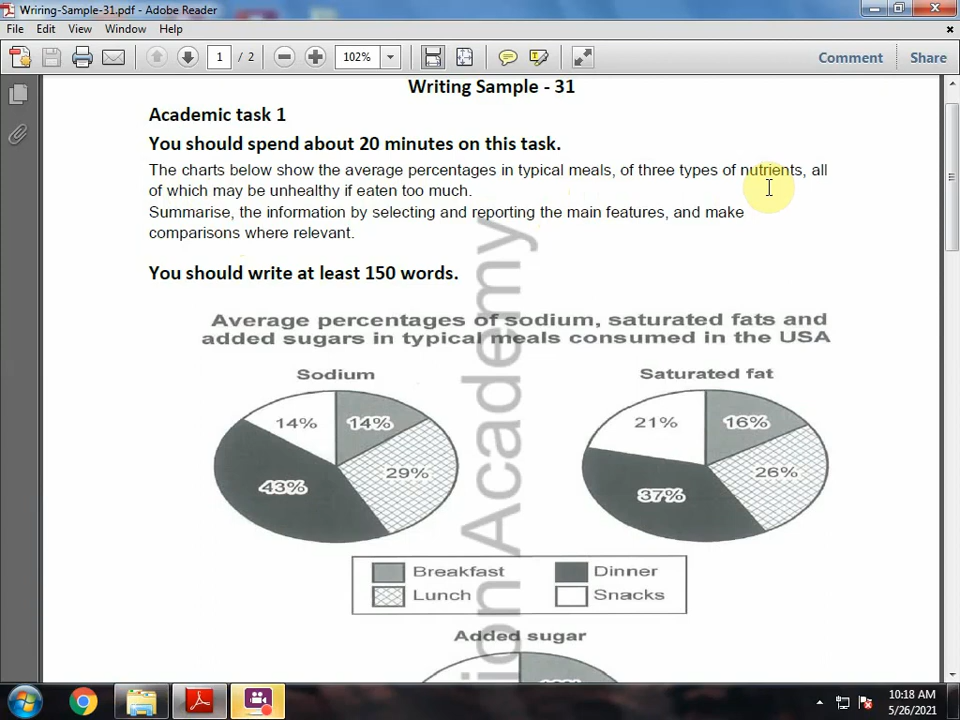 Wriring-Sample-31.pdf - Adobe Reader
File Edit View Window Help
1 / 2 102% Comment Share
Writing Sample - 31
Academic task 1
You should spend about 20 minutes on this task.
The charts below show the average percentages in typical meals, of three types of nutrients, all
of which may be unhealthy if eaten too much.
Summarise, the information by selecting and reporting the main features, and make
comparisons where relevant.
You should write at least 150 words.
Average percentages of sodium, saturated fats and
added sugars in typical meals consumed in the USA
Sodium Saturated fat
14% 14% 21% 16%
29% 26%
43% 37%
Breakfast Dinner
Lunch Snacks
Added sugar
ion Academy
10:18 AM
5/26/2021